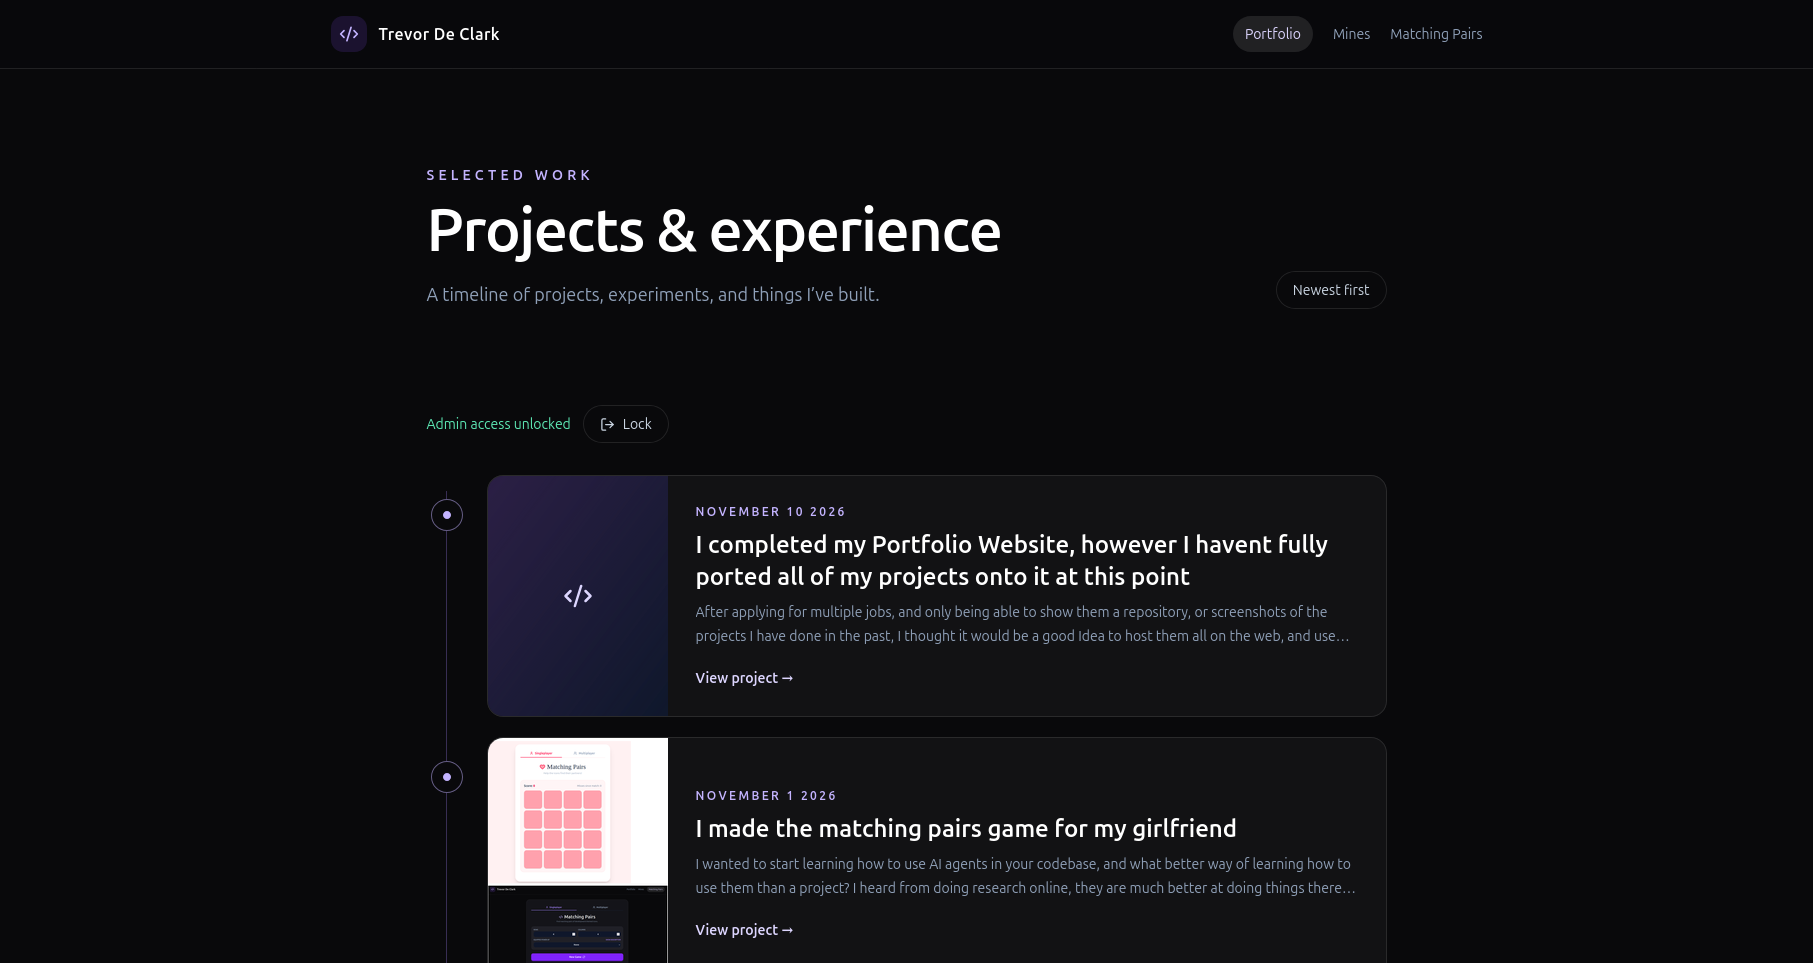 Trevor De Clark
Portfolio
Mines
Matching Pairs
SELECTED WORK
Projects & experience
A timeline of projects, experiments, and things I’ve built.
Newest first
Admin access unlocked
Lock
NOVEMBER 10 2026
I completed my Portfolio Website, however I havent fully
ported all of my projects onto it at this point
After applying for multiple jobs, and only being able to show them a repository, or screenshots of the
projects I have done in the past, I thought it would be a good Idea to host them all on the web, and use…
View project →
Matching Pairs
NOVEMBER 1 2026
I made the matching pairs game for my girlfriend
I wanted to start learning how to use AI agents in your codebase, and what better way of learning how to
use them than a project? I heard from doing research online, they are much better at doing things there…
View project →
Matching Pairs